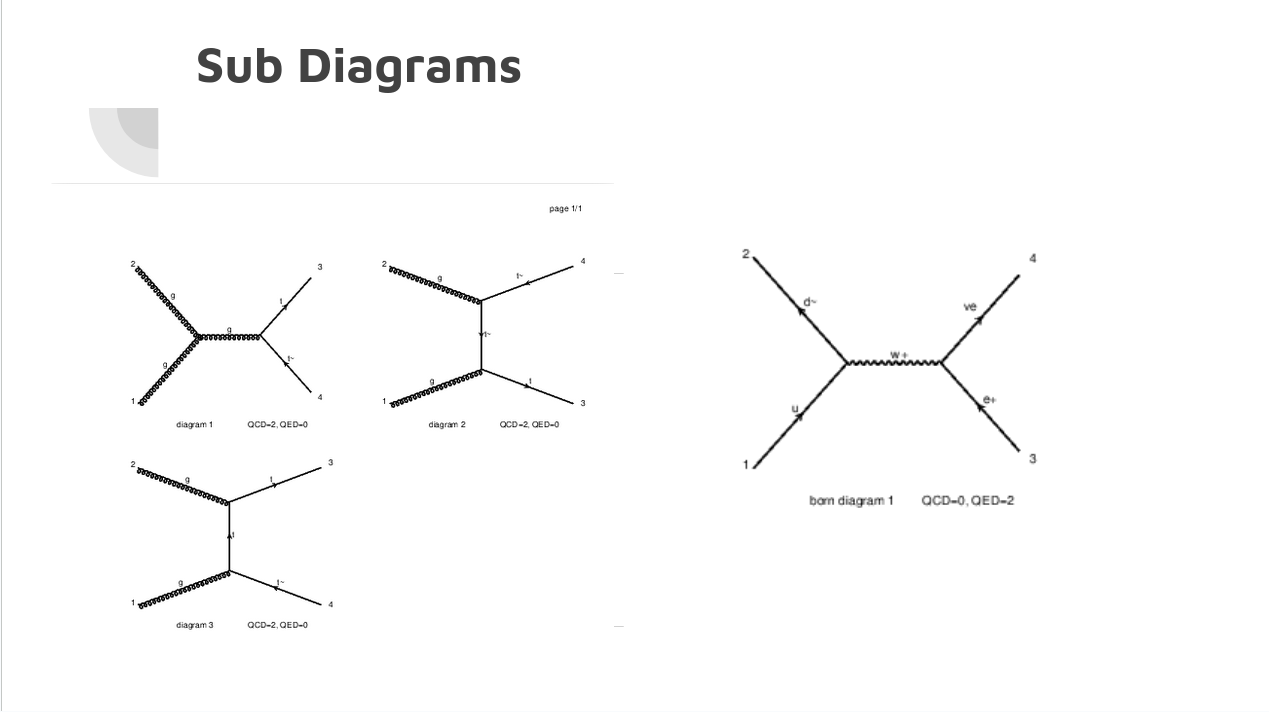 Sub Diagrams
page 1/1
2
g
g
g
1
3
t
t~
4
diagram 1 QCD=2, QED=0
2
g
t~
4
t~
g
1
t
3
diagram 2 QCD=2, QED=0
2
g
t
3
t
g
1
t~
4
diagram 3 QCD=2, QED=0
2
d~
u
1
w+
4
ve
e+
3
born diagram 1 QCD=0, QED=2